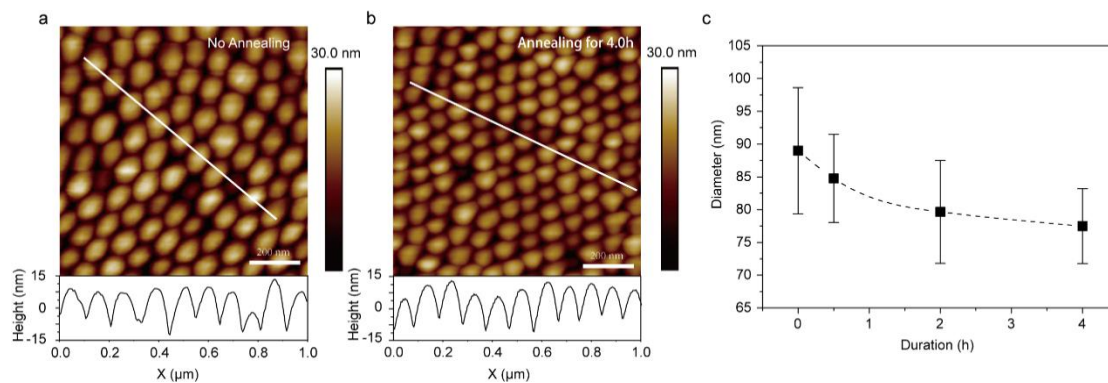 a
No Annealing
30.0 nm
200 nm
Height (nm)
15
0
-15
0.0 0.2 0.4 0.6 0.8 1.0
X (μm)
b
Annealing for 4.0h
30.0 nm
200 nm
Height (nm)
15
0
-15
0.0 0.2 0.4 0.6 0.8 1.0
X (μm)
c
Diameter (nm)
105
100
95
90
85
80
75
70
65
0 1 2 3 4
Duration (h)